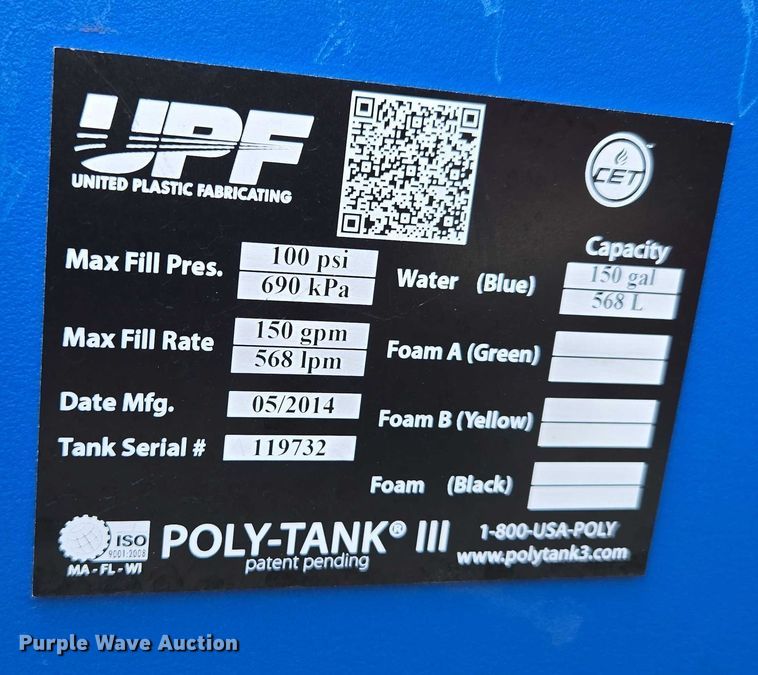 UPF
UNITED PLASTIC FABRICATING
CET
Capacity
Max Fill Pres. 100 psi
690 kPa
Water (Blue) 150 gal
568 L
Max Fill Rate 150 gpm
568 lpm
Foam A (Green)
Date Mfg. 05/2014
Foam B (Yellow)
Tank Serial # 119732
Foam (Black)
ISO
9001:2008
MA - FL - WI
POLY-TANK® III
patent pending
1-800-USA-POLY
www.polytank3.com
Purple Wave Auction